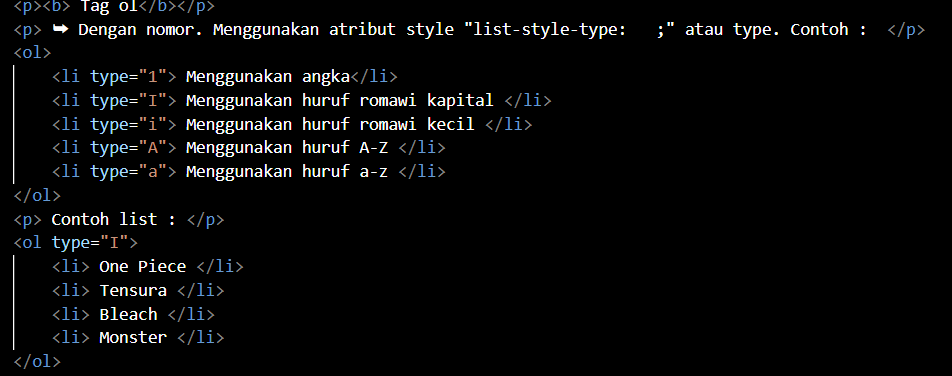 <p><b> Tag ol</b></p>
<p> ➥ Dengan nomor. Menggunakan atribut style "list-style-type:   ;" atau type. Contoh :  </p>
<ol>
    <li type="1"> Menggunakan angka</li>
    <li type="I"> Menggunakan huruf romawi kapital </li>
    <li type="i"> Menggunakan huruf romawi kecil </li>
    <li type="A"> Menggunakan huruf A-Z </li>
    <li type="a"> Menggunakan huruf a-z </li>
</ol>
<p> Contoh list : </p>
<ol type="I">
    <li> One Piece </li>
    <li> Tensura </li>
    <li> Bleach </li>
    <li> Monster </li>
</ol>